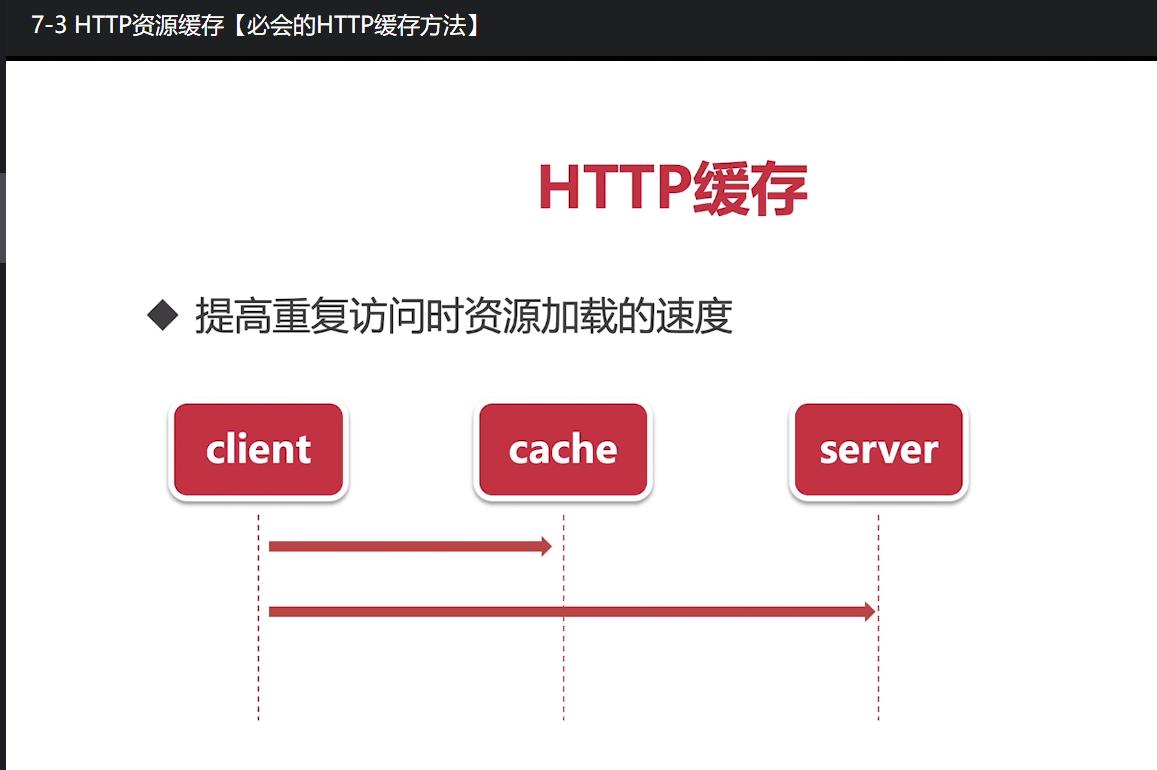 7-3 HTTP资源缓存【必会的HTTP缓存方法】
HTTP缓存
提高重复访问时资源加载的速度
client
cache
server